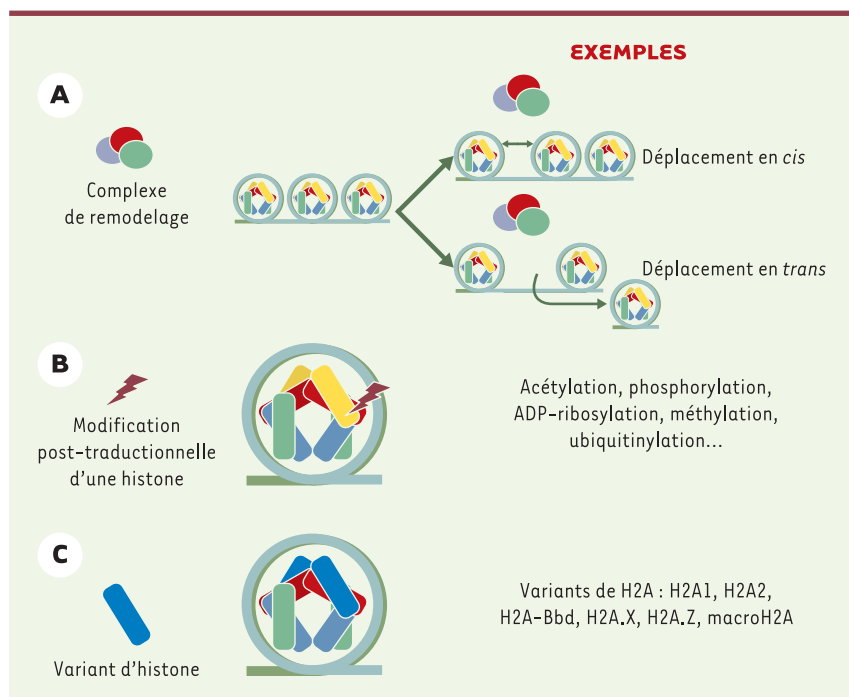 EXEMPLES
A
Complexe
de remodelage
Déplacement en cis
Déplacement en trans
B
Modification
post-traductionnelle
d'une histone
Acétylation, phosphorylation,
ADP-ribosylation, méthylation,
ubiquitinylation...
C
Variant d'histone
Variants de H2A : H2A1, H2A2,
H2A-Bbd, H2A.X, H2A.Z, macroH2A